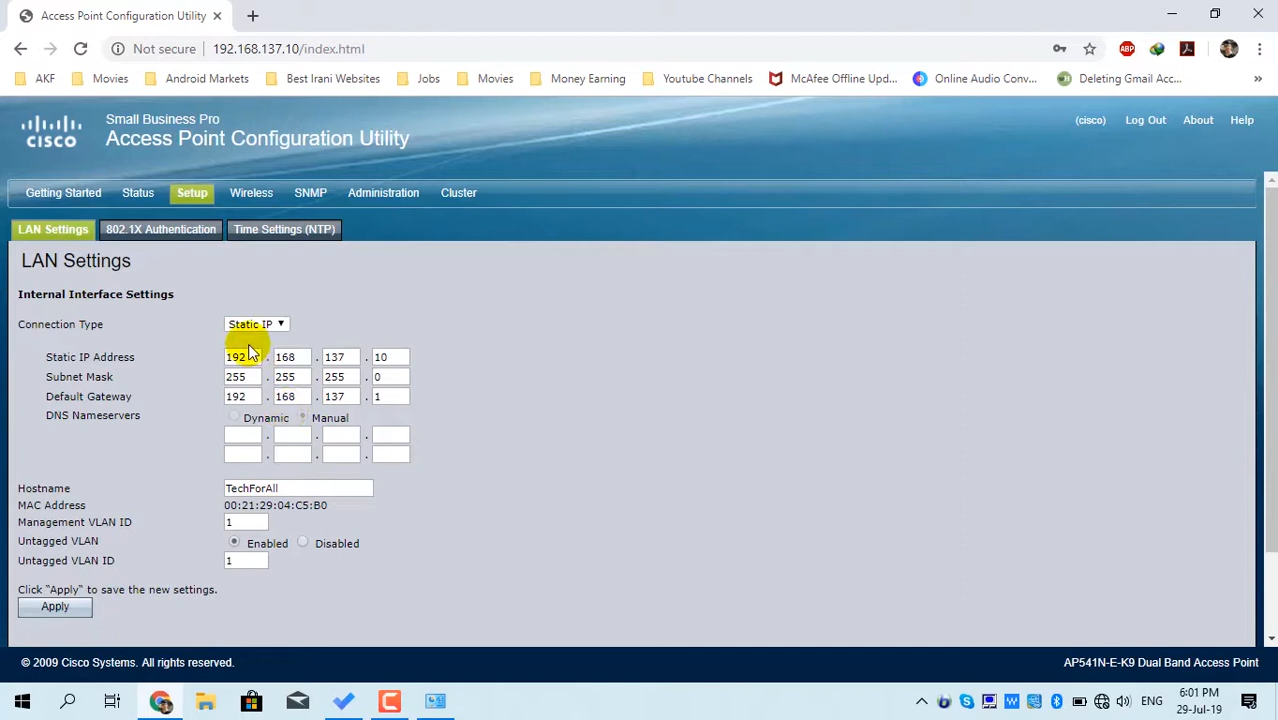 Access Point Configuration Utility
Not secure 192.168.137.10/index.html
ABP
AKF Movies Android Markets Best Irani Websites Jobs Movies Money Earning Youtube Channels McAfee Offline Upd... Online Audio Conv... Deleting Gmail Acc... »
cisco
Small Business Pro
Access Point Configuration Utility
(cisco) Log Out About Help
Getting Started Status Setup Wireless SNMP Administration Cluster
LAN Settings 802.1X Authentication Time Settings (NTP)
LAN Settings
Internal Interface Settings
Connection Type Static IP
Static IP Address 192 . 168 . 137 . 10
Subnet Mask 255 . 255 . 255 . 0
Default Gateway 192 . 168 . 137 . 1
DNS Nameservers Dynamic Manual
. . .
. . .
Hostname TechForAll
MAC Address 00:21:29:04:C5:B0
Management VLAN ID 1
Untagged VLAN Enabled Disabled
Untagged VLAN ID 1
Click "Apply" to save the new settings.
Apply
© 2009 Cisco Systems. All rights reserved. AP541N-E-K9 Dual Band Access Point
ENG 6:01 PM
29-Jul-19